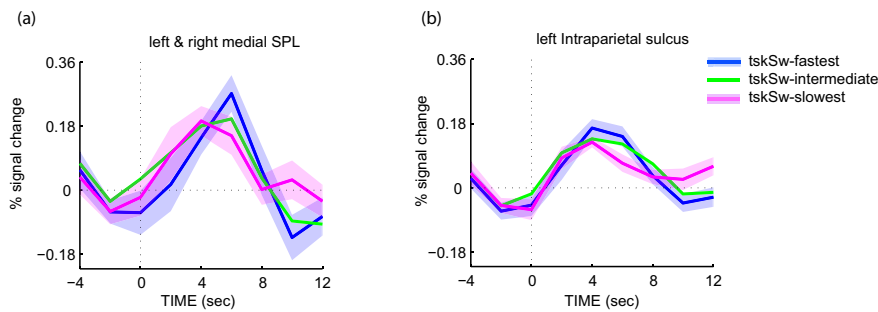 (a)
left & right medial SPL
% signal change
0.36
0.18
0
−0.18
−4
0
4
8
12
TIME (sec)
(b)
left Intraparietal sulcus
% signal change
0.36
0.18
0
−0.18
−4
0
4
8
12
TIME (sec)
tskSw-fastest
tskSw-intermediate
tskSw-slowest